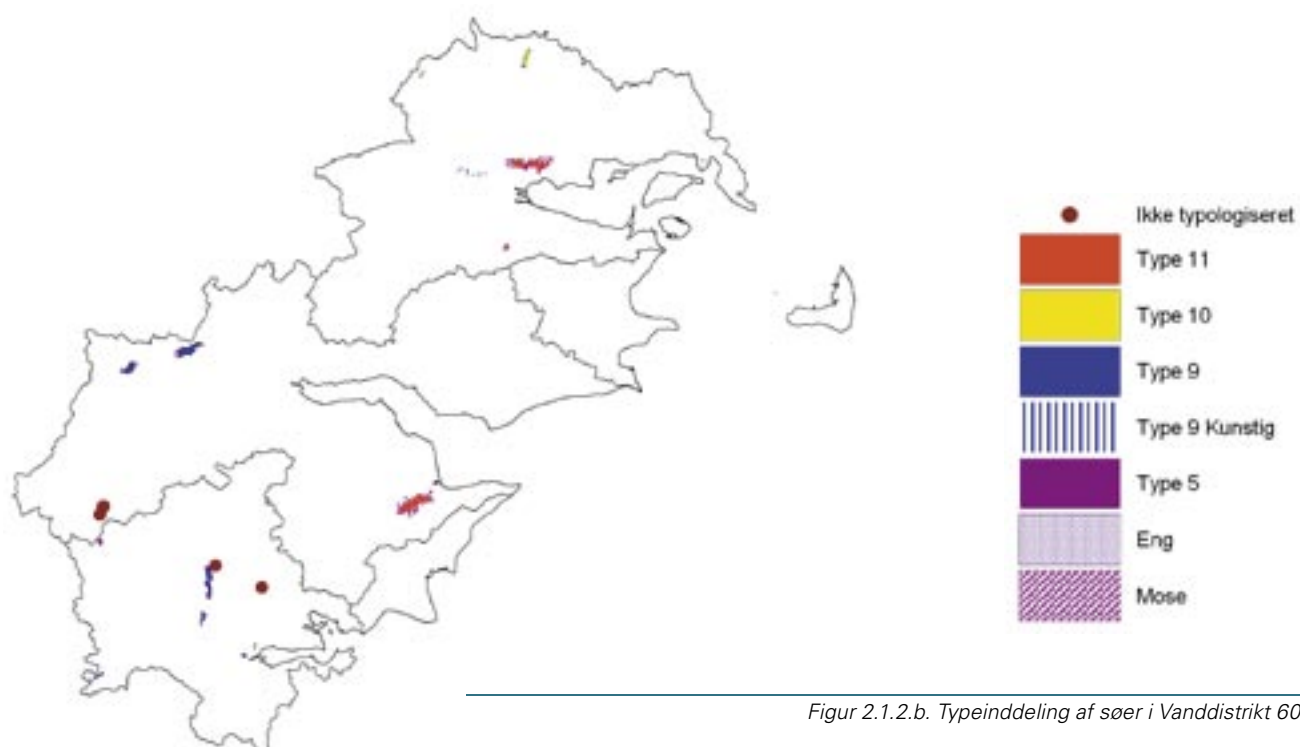 Ikke typologiseret
Type 11
Type 10
Type 9
Type 9 Kunstig
Type 5
Eng
Mose
Figur 2.1.2.b. Typeinddeling af søer i Vanddistrikt 60